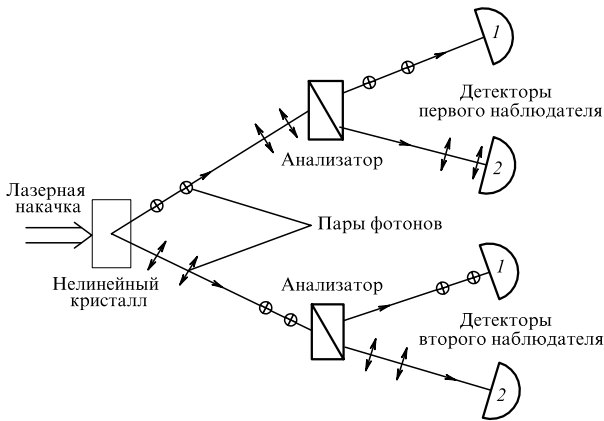 1
Детекторы
первого наблюдателя
Анализатор
2
Лазерная
накачка
Пары фотонов
Нелинейный
кристалл
Анализатор
1
Детекторы
второго наблюдателя
2